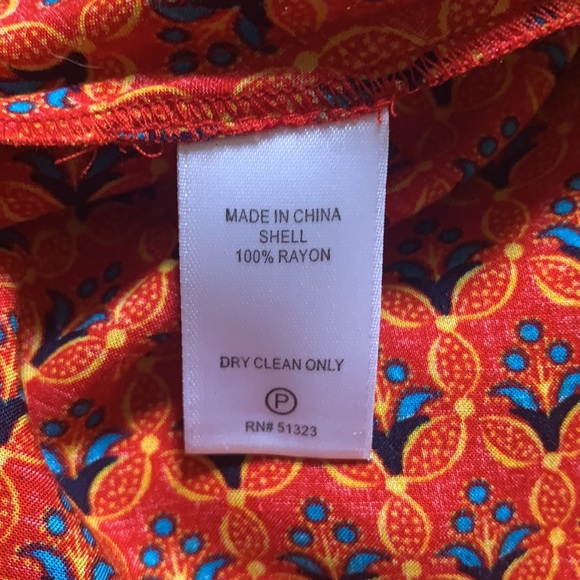 MADE IN CHINA
SHELL
100% RAYON
DRY CLEAN ONLY
P
RN# 51323